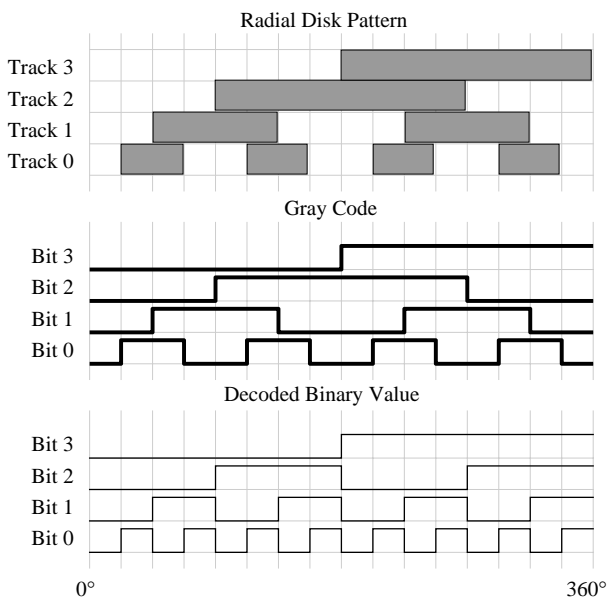 Radial Disk Pattern
Track 3
Track 2
Track 1
Track 0
Gray Code
Bit 3
Bit 2
Bit 1
Bit 0
Decoded Binary Value
Bit 3
Bit 2
Bit 1
Bit 0
0° 360°